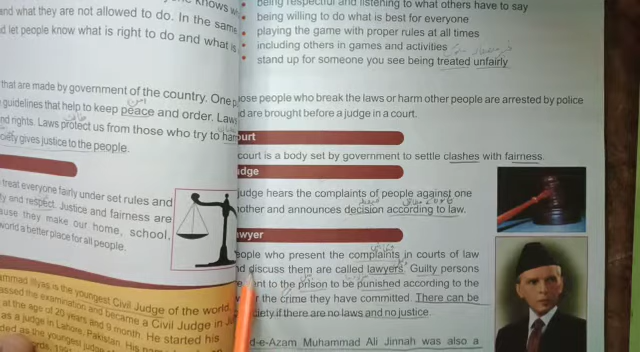 knows
and what they are not allowed to do. In the same
let people know what is right to do and what is
that are made by government of the country. One
guidelines that help to keep peace and order. Laws
and rights. Laws protect us from those who try to harm
society gives justice to the people.
treat everyone fairly under set rules and
and respect. Justice and fairness are
because they make our home, school,
world a better place for all people.
Illyas is the youngest Civil Judge of the world.
passed the examination and became a Civil Judge in
at the age of 20 years and 9 month. He started his
as a judge in Lahore, Pakistan. His
as the youngest
being respectful and listening to what others have to say
• being willing to do what is best for everyone
• playing the game with proper rules at all times
• including others in games and activities
• stand up for someone you see being treated unfairly
those people who break the laws or harm other people are arrested by police
and are brought before a judge in a court.
ourt
court is a body set by government to settle clashes with fairness.
dge
judge hears the complaints of people against one
nother and announces decision according to law.
awyer
eople who present the complaints in courts of law
nd discuss them are called lawyers. Guilty persons
sent to the prison to be punished according to the
the crime they have committed. There can be
ciety if there are no laws and no justice.
d-e-Azam Muhammad Ali Jinnah was also a